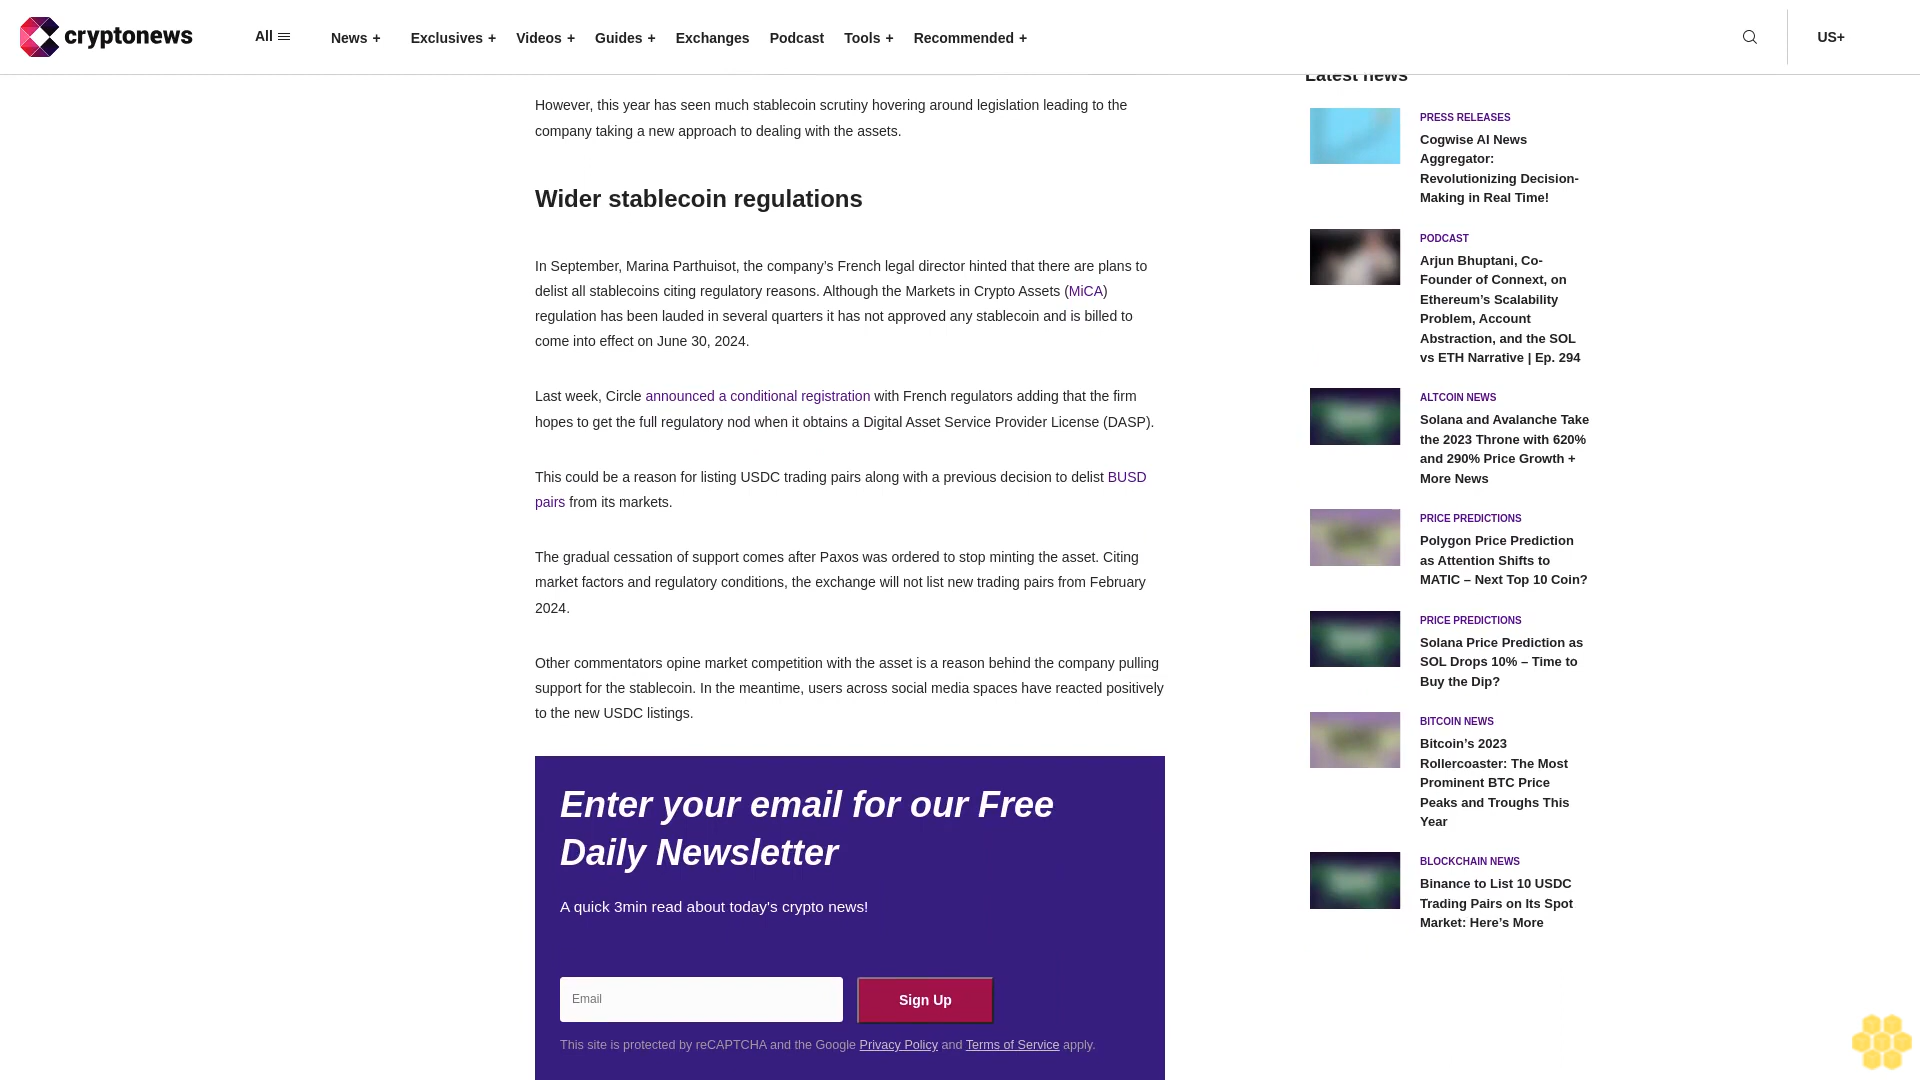 cryptonews
All
News +
Exclusives +
Videos +
Guides +
Exchanges
Podcast
Tools +
Recommended +
US+
However, this year has seen much stablecoin scrutiny hovering around legislation leading to the
company taking a new approach to dealing with the assets.
Wider stablecoin regulations
In September, Marina Parthuisot, the company’s French legal director hinted that there are plans to
delist all stablecoins citing regulatory reasons. Although the Markets in Crypto Assets (MiCA)
regulation has been lauded in several quarters it has not approved any stablecoin and is billed to
come into effect on June 30, 2024.
Last week, Circle announced a conditional registration with French regulators adding that the firm
hopes to get the full regulatory nod when it obtains a Digital Asset Service Provider License (DASP).
This could be a reason for listing USDC trading pairs along with a previous decision to delist BUSD
pairs from its markets.
The gradual cessation of support comes after Paxos was ordered to stop minting the asset. Citing
market factors and regulatory conditions, the exchange will not list new trading pairs from February
2024.
Other commentators opine market competition with the asset is a reason behind the company pulling
support for the stablecoin. In the meantime, users across social media spaces have reacted positively
to the new USDC listings.
Enter your email for our Free
Daily Newsletter
A quick 3min read about today's crypto news!
Email
Sign Up
This site is protected by reCAPTCHA and the Google Privacy Policy and Terms of Service apply.
Latest news
PRESS RELEASES
Cogwise AI News
Aggregator:
Revolutionizing Decision-
Making in Real Time!
PODCAST
Arjun Bhuptani, Co-
Founder of Connext, on
Ethereum’s Scalability
Problem, Account
Abstraction, and the SOL
vs ETH Narrative | Ep. 294
ALTCOIN NEWS
Solana and Avalanche Take
the 2023 Throne with 620%
and 290% Price Growth +
More News
PRICE PREDICTIONS
Polygon Price Prediction
as Attention Shifts to
MATIC – Next Top 10 Coin?
PRICE PREDICTIONS
Solana Price Prediction as
SOL Drops 10% – Time to
Buy the Dip?
BITCOIN NEWS
Bitcoin’s 2023
Rollercoaster: The Most
Prominent BTC Price
Peaks and Troughs This
Year
BLOCKCHAIN NEWS
Binance to List 10 USDC
Trading Pairs on Its Spot
Market: Here’s More